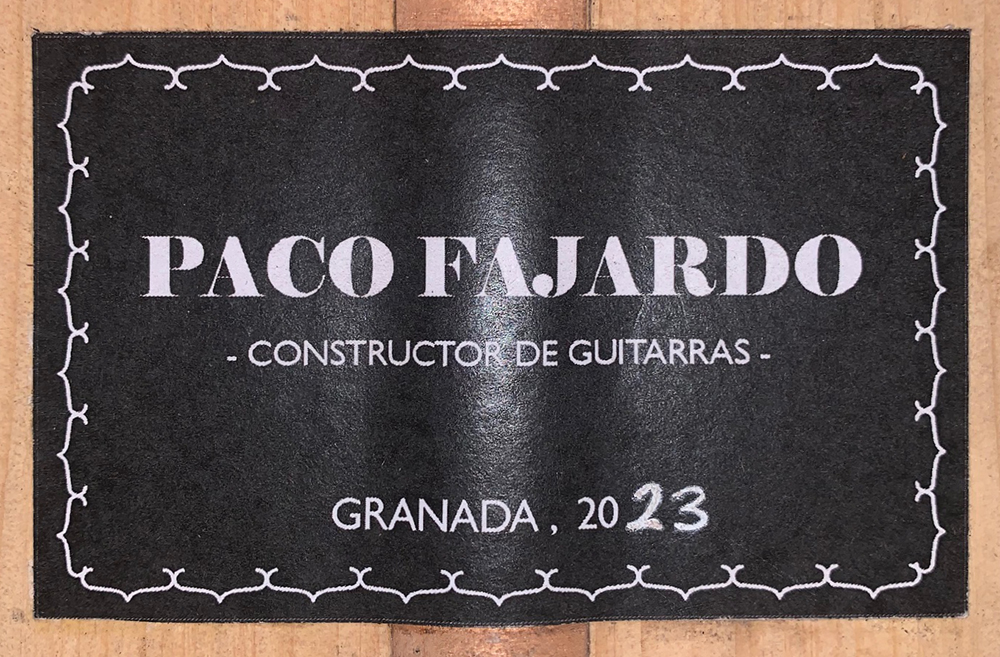 PACO FAJARDO
- CONSTRUCTOR DE GUITARRAS -
GRANADA , 2023